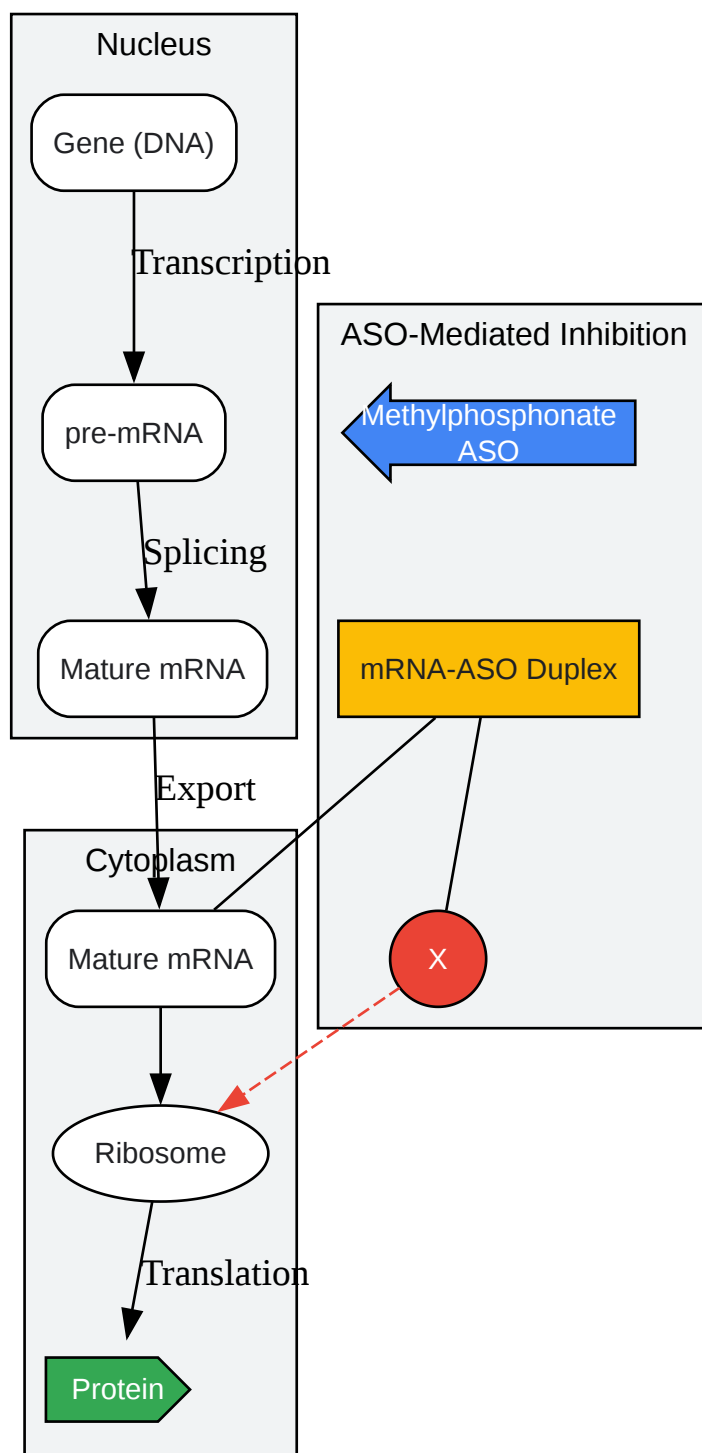 Nucleus
Gene (DNA)
Transcription
pre-mRNA
Splicing
Mature mRNA
Export
Cytoplasm
Mature mRNA
Ribosome
Translation
Protein
ASO-Mediated Inhibition
Methylphosphonate
ASO
mRNA-ASO Duplex
X